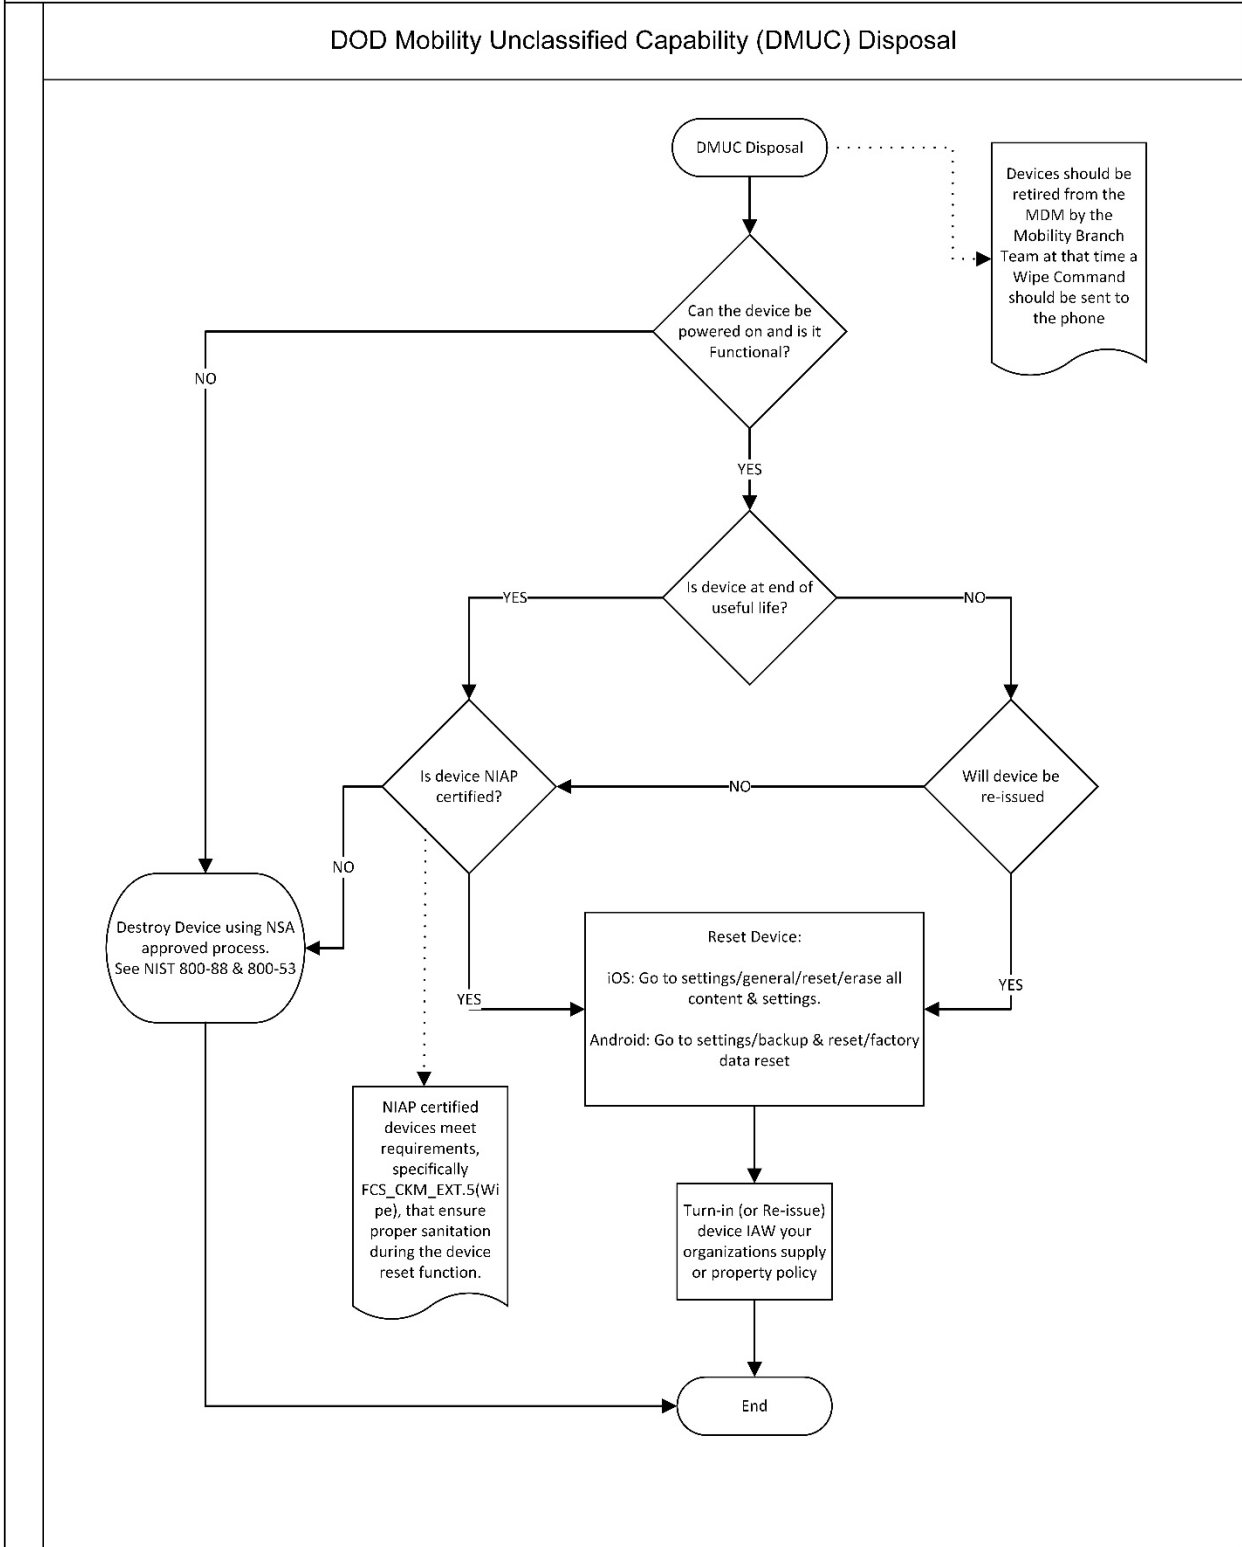 DOD Mobility Unclassified Capability (DMUC) Disposal
DMUC Disposal
Devices should be
retired from the
MDM by the
Mobility Branch
Team at that time a
Wipe Command
should be sent to
the phone
Can the device be
powered on and is it
Functional?
NO
YES
Is device at end of
useful life?
YES
NO
Is device NIAP
certified?
NO
Will device be
re-issued
NO
Destroy Device using NSA
approved process.
See NIST 800-88 & 800-53
YES
Reset Device:
iOS: Go to settings/general/reset/erase all
content & settings.
Android: Go to settings/backup & reset/factory
data reset
YES
NIAP certified
devices meet
requirements,
specifically
FCS_CKM_EXT.5(Wi
pe), that ensure
proper sanitation
during the device
reset function.
Turn-in (or Re-issue)
device IAW your
organizations supply
or property policy
End